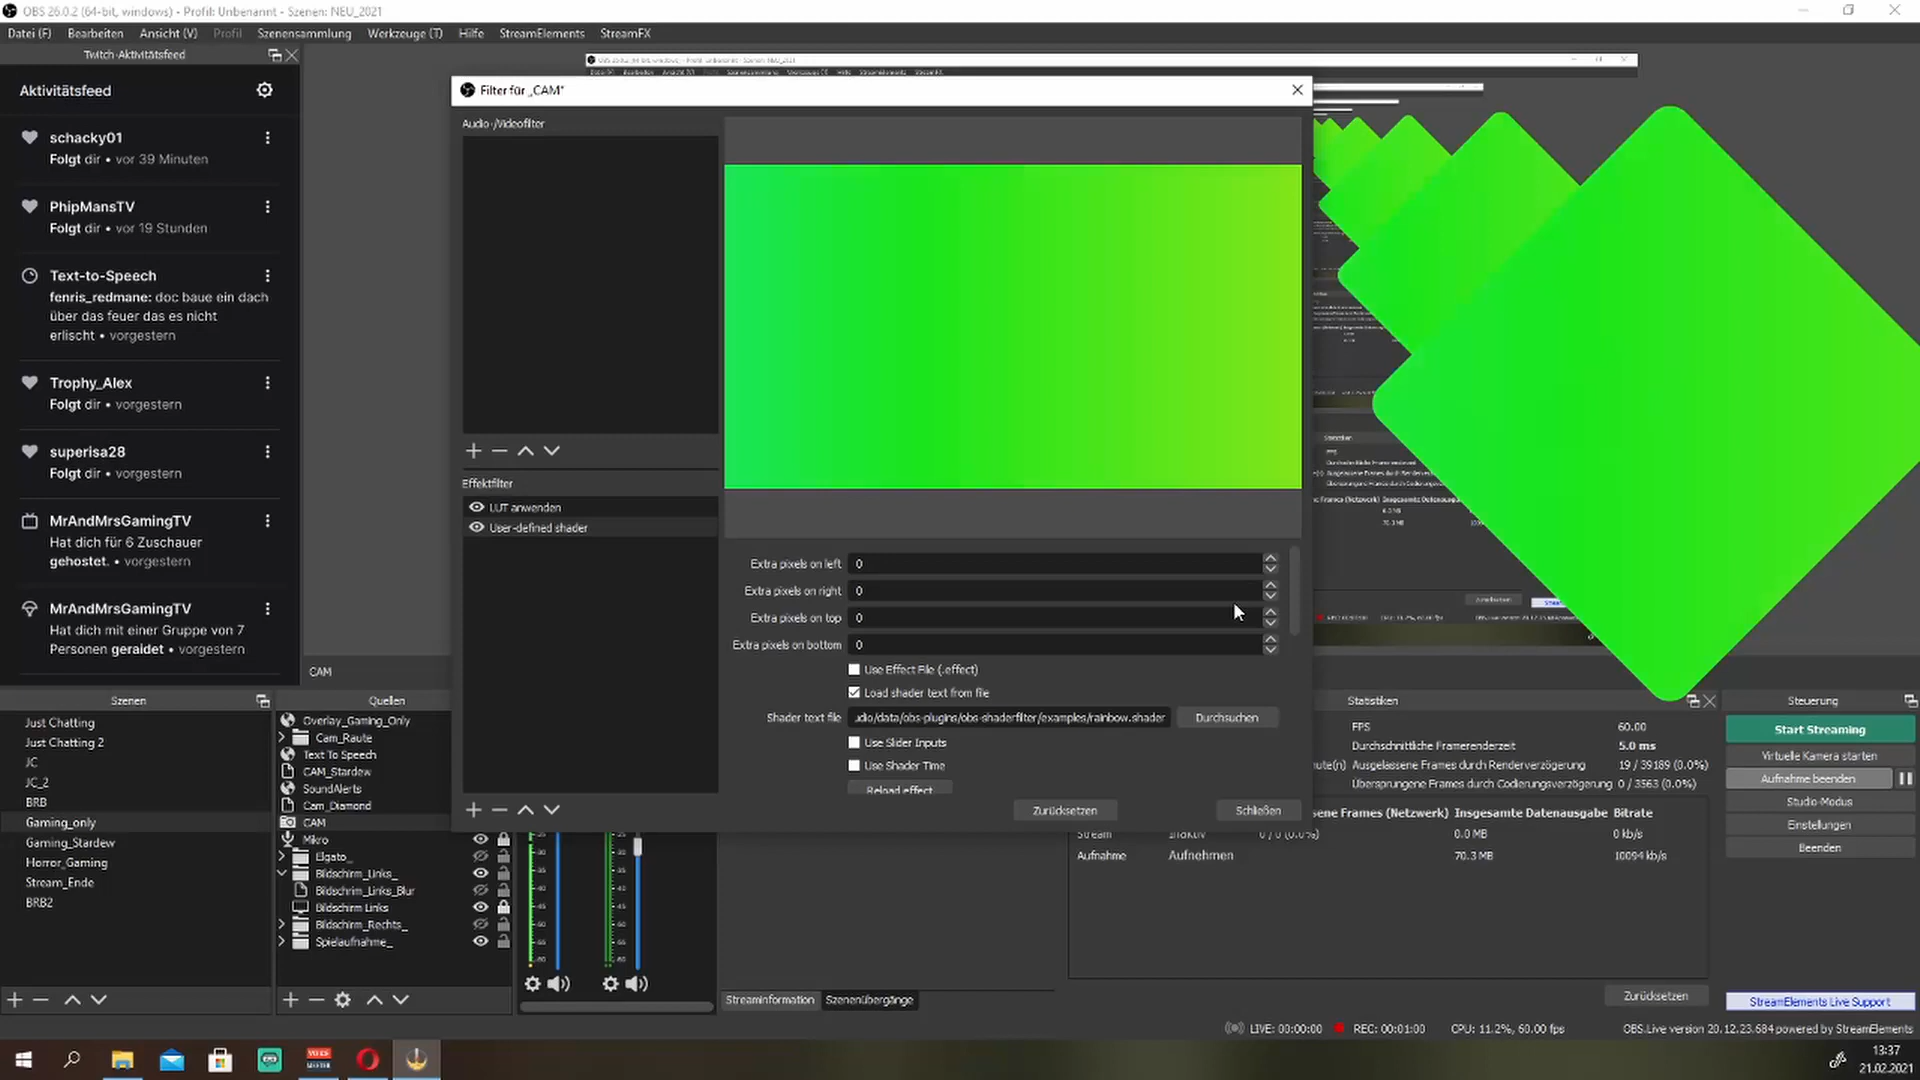 OBS 26.0.2 (64-bit, windows) - Profil: Unbenannt - Szenen: NEU_2021
Datei (F) Bearbeiten Ansicht (V) Profil Szenensammlung Werkzeuge (T) Hilfe StreamElements StreamFX
Twitch-Aktivitätsfeed
Aktivitätsfeed
schacky01
Folgt dir • vor 39 Minuten
PhipMansTV
Folgt dir • vor 19 Stunden
Text-to-Speech
fenris_redmane: doc baue ein dach
über das feuer das es nicht
erlischt • vorgestern
Trophy_Alex
Folgt dir • vorgestern
superisa28
Folgt dir • vorgestern
MrAndMrsGamingTV
Hat dich für 6 Zuschauer
gehostet. • vorgestern
MrAndMrsGamingTV
Hat dich mit einer Gruppe von 7
Personen geraidet • vorgestern
Filter für „CAM"
Audio-/Videofilter
Effektfilter
LUT anwenden
User-defined shader
Extra pixels on left 0
Extra pixels on right 0
Extra pixels on top 0
Extra pixels on bottom 0
Use Effect File (.effect)
Load shader text from file
Shader text file udio/data/obs-plugins/obs-shaderfilter/examples/rainbow.shader Durchsuchen
Use Slider Inputs
Use Shader Time
Reload effect
Zurücksetzen Schließen
CAM
Szenen
Just Chatting
Just Chatting 2
JC
JC_2
BRB
Gaming_only
Gaming_Stardew
Horror_Gaming
Stream_Ende
BRB2
Quellen
Overlay_Gaming_Only
Cam_Raute
Text To Speech
CAM_Stardew
SoundAlerts
Cam_Diamond
CAM
Mikro
Elgato_
Bildschirm_Links_
Bildschirm_Links_Blur
Bildschirm Links
Bildschirm_Rechts_
Spielaufnahme_
Streaminformation Szenenübergänge
Statistiken
FPS 60.00
Durchschnittliche Framerenderzeit 5.0 ms
nute(n) Ausgelassene Frames durch Renderverzögerung 19 / 39189 (0.0%)
Übersprungene Frames durch Codierungsverzögerung 0 / 3563 (0.0%)
sene Frames (Netzwerk) Insgesamte Datenausgabe Bitrate
Stream Inaktiv 0 / 0 (0.0%) 0.0 MB 0 kb/s
Aufnahme Aufnehmen 70.3 MB 10094 kb/s
Zurücksetzen
Steuerung
Start Streaming
Virtuelle Kamera starten
Aufnahme beenden
Studio-Modus
Einstellungen
Beenden
StreamElements Live Support
LIVE: 00:00:00 REC: 00:01:00 CPU: 11.2%, 60.00 fps OBS.Live version 20.12.23.684 powered by StreamElements
13:37
21.02.2021